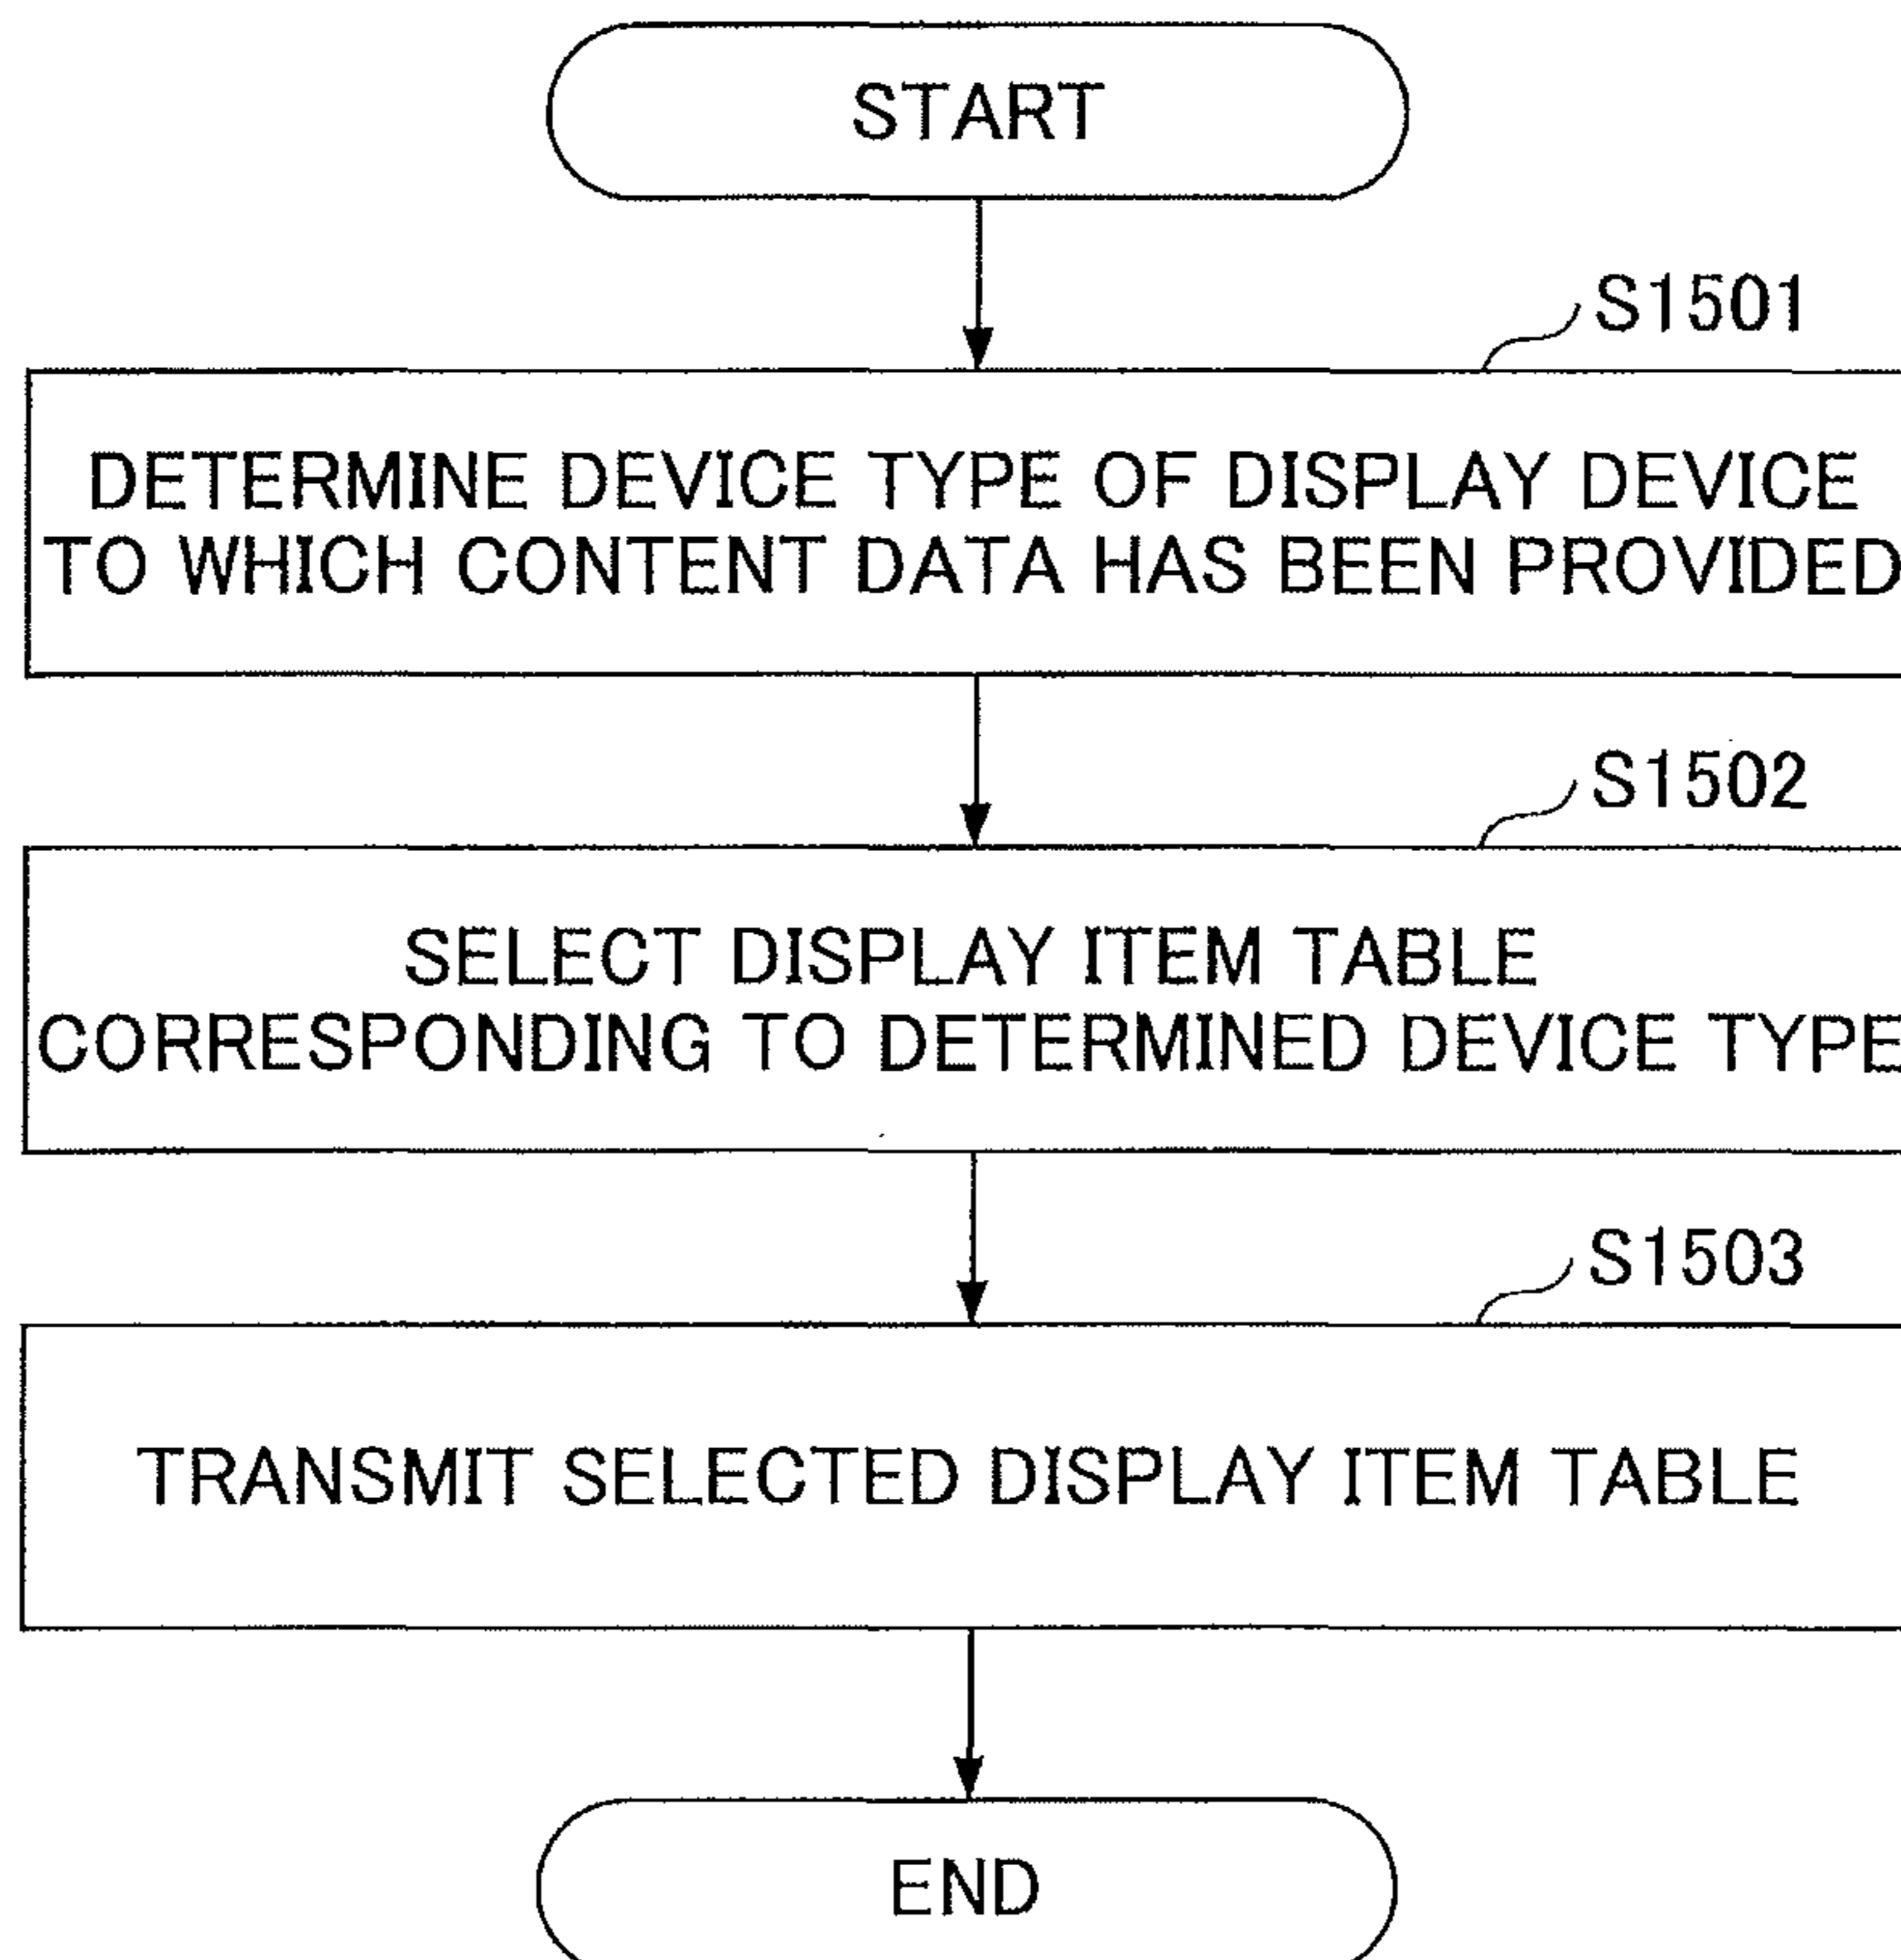 START
S1501
DETERMINE DEVICE TYPE OF DISPLAY DEVICE
TO WHICH CONTENT DATA HAS BEEN PROVIDED
S1502
SELECT DISPLAY ITEM TABLE
CORRESPONDING TO DETERMINED DEVICE TYPE
S1503
TRANSMIT SELECTED DISPLAY ITEM TABLE
END